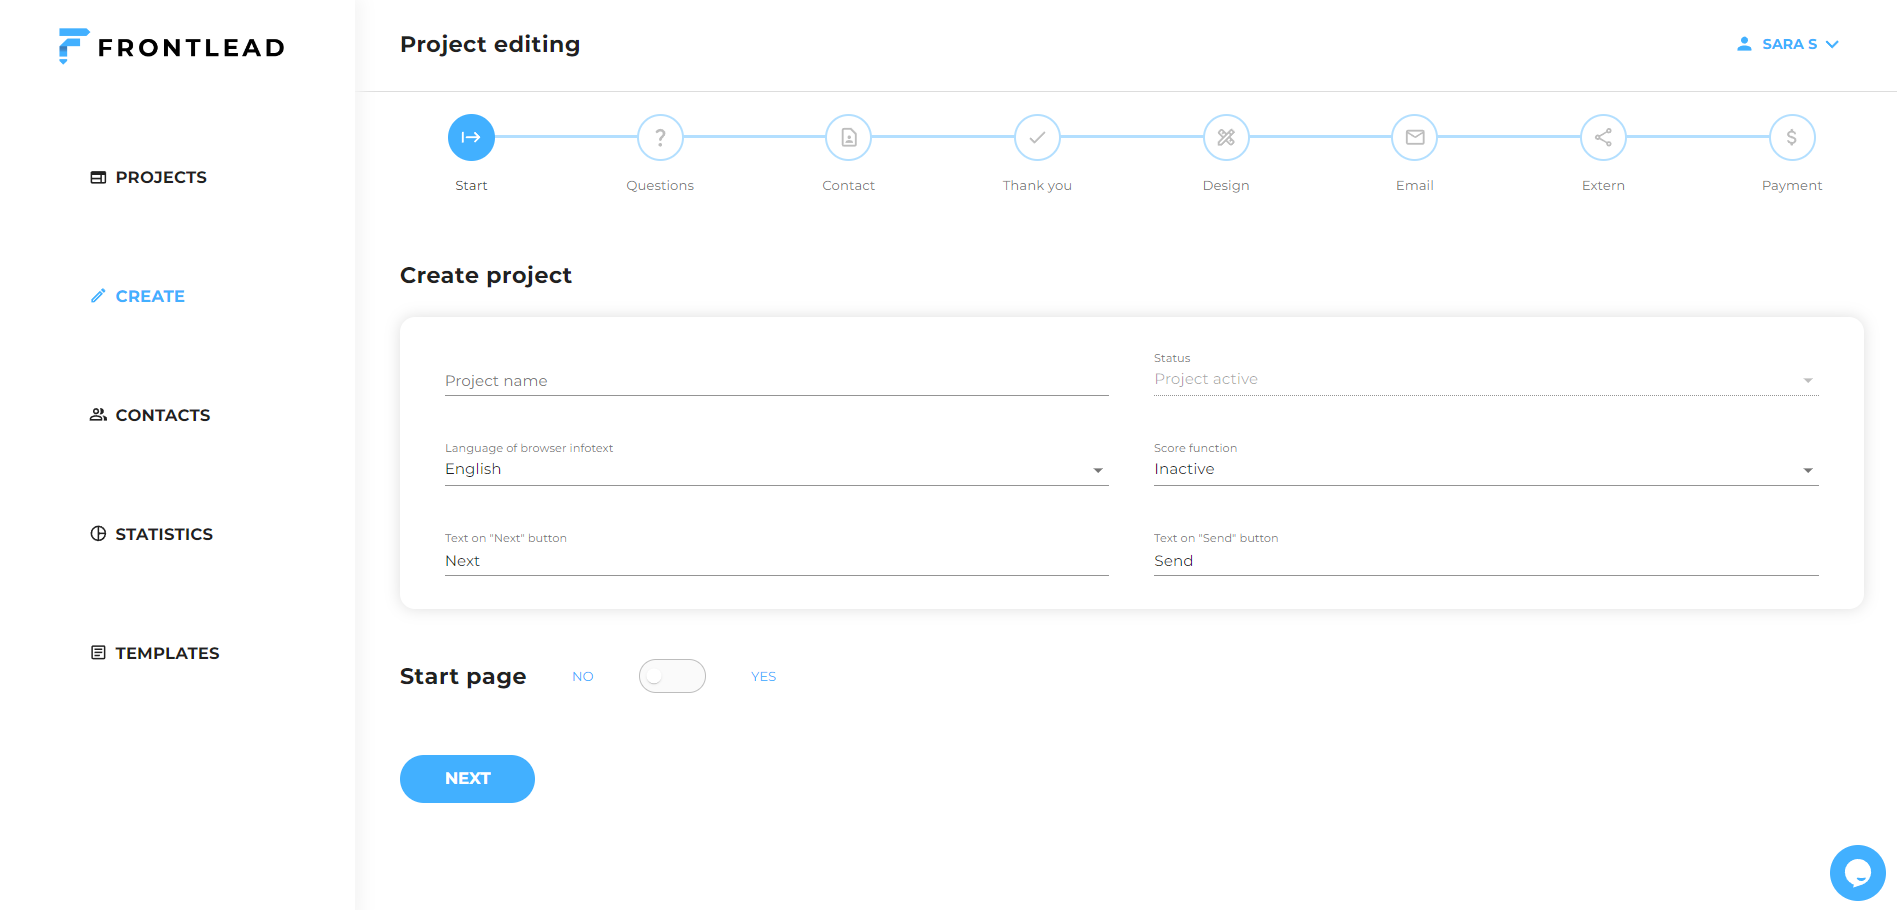 FRONTLEAD
PROJECTS
CREATE
CONTACTS
STATISTICS
TEMPLATES
Project editing
SARA S
Start
?
Questions
Contact
Thank you
Design
Email
Extern
$
Payment
Create project
Project name
Status
Project active
Language of browser infotext
English
Score function
Inactive
Text on "Next" button
Next
Text on "Send" button
Send
Start page
NO
YES
NEXT